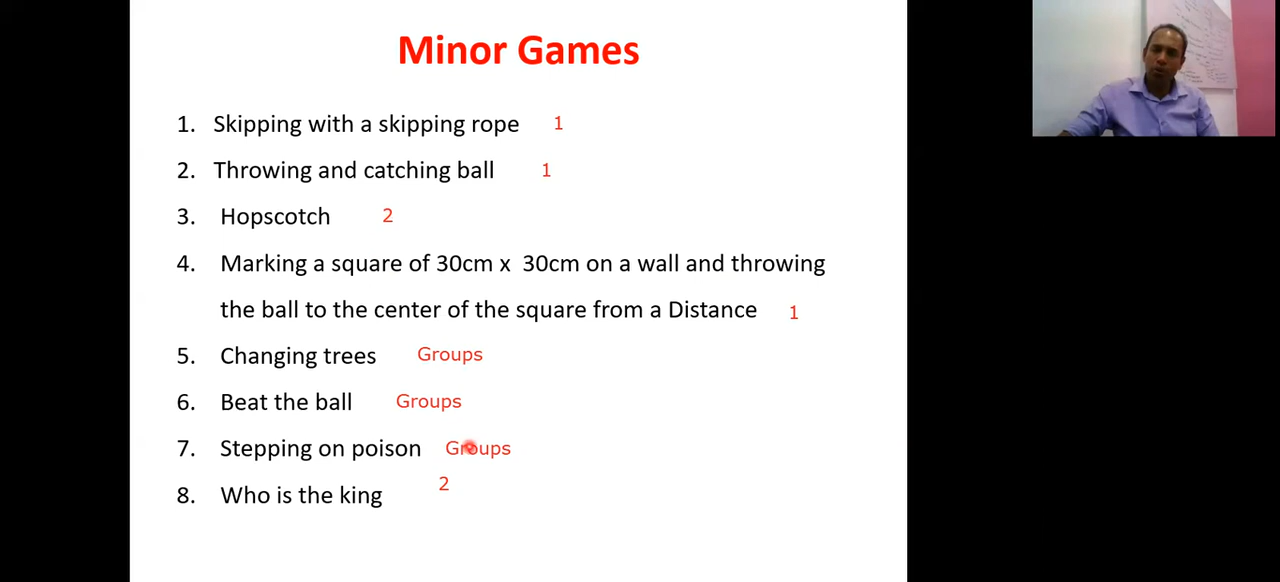 Minor Games
1. Skipping with a skipping rope 1
2. Throwing and catching ball 1
3. Hopscotch 2
4. Marking a square of 30cm x 30cm on a wall and throwing
the ball to the center of the square from a Distance 1
5. Changing trees Groups
6. Beat the ball Groups
7. Stepping on poison Groups
8. Who is the king 2